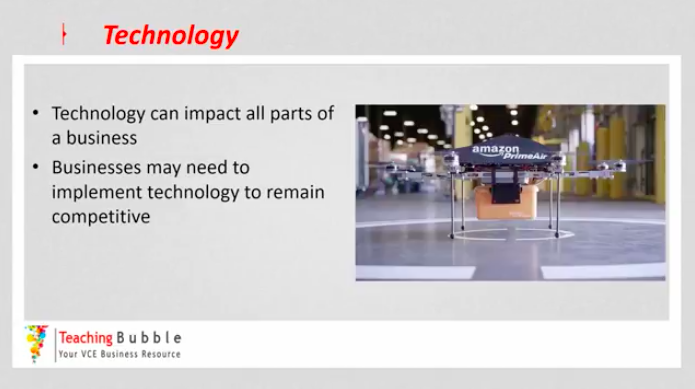 Technology
• Technology can impact all parts of
a business
• Businesses may need to
implement technology to remain
competitive
amazon
PrimeAir
Teaching Bubble
Your VCE Business Resource